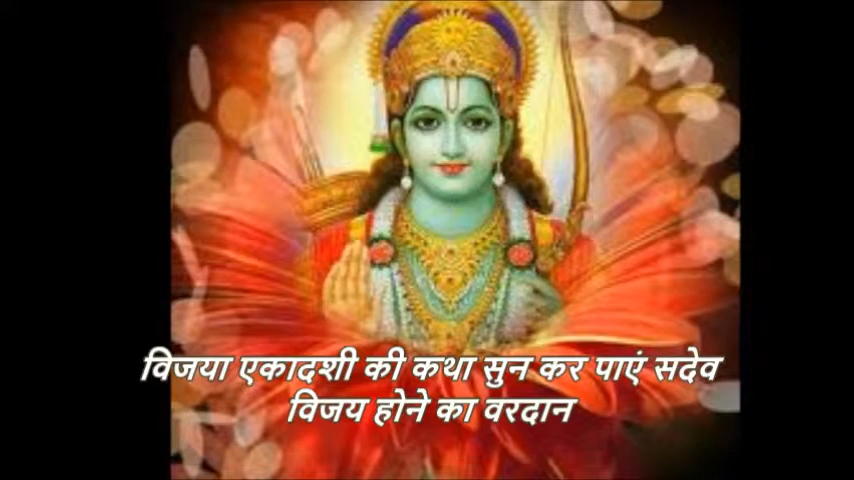 विजया एकादशी की कथा सुन कर पाएं सदेव
विजय होने का वरदान